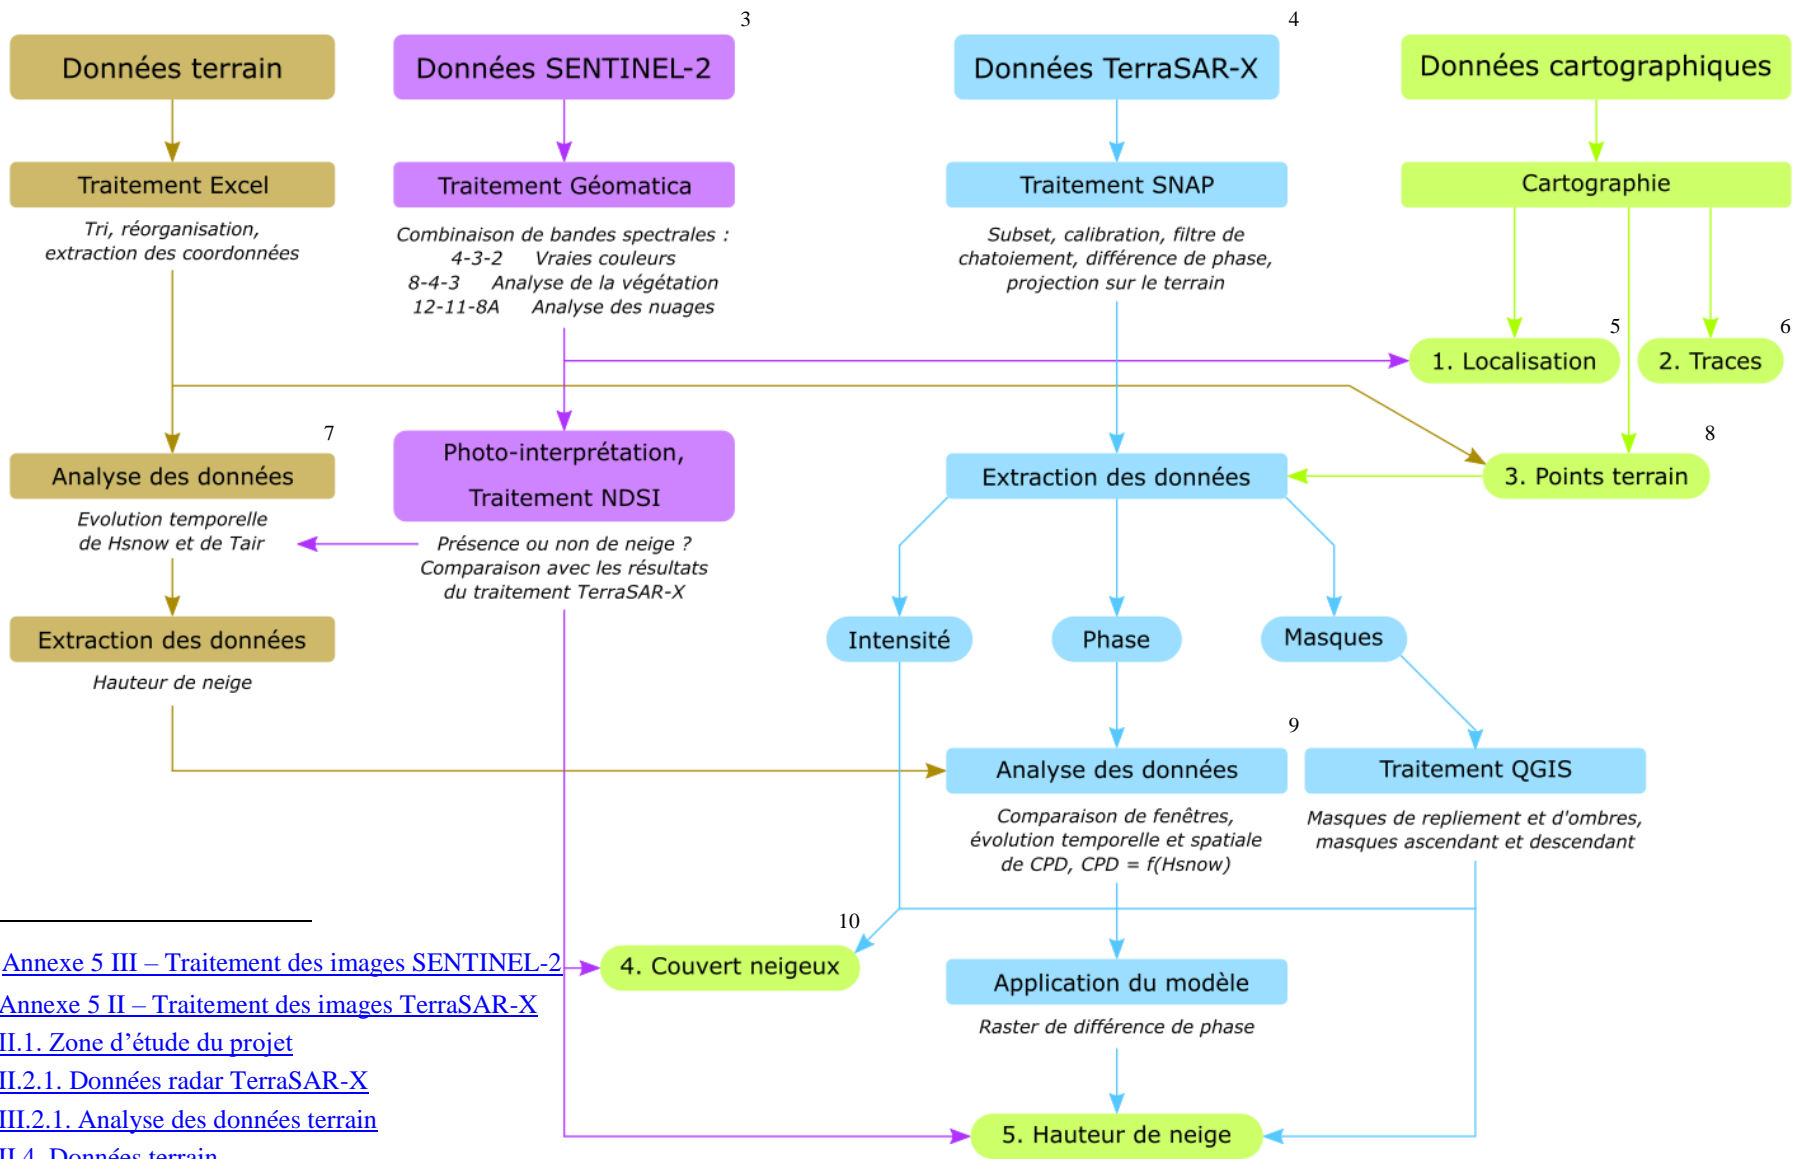 3
4
Données terrain
Données SENTINEL-2
Données TerraSAR-X
Données cartographiques
Traitement Excel
Traitement Géomatica
Traitement SNAP
Cartographie
Tri, réorganisation,
extraction des coordonnées
Combinaison de bandes spectrales :
4-3-2 Vraies couleurs
8-4-3 Analyse de la végétation
12-11-8A Analyse des nuages
Subset, calibration, filtre de
chatoiement, différence de phase,
projection sur le terrain
5
6
1. Localisation
2. Traces
7
8
Analyse des données
Photo-interprétation,
Traitement NDSI
Extraction des données
3. Points terrain
Evolution temporelle
de Hsnow et de Tair
Présence ou non de neige ?
Comparaison avec les résultats
du traitement TerraSAR-X
Extraction des données
Intensité
Phase
Masques
Hauteur de neige
9
Analyse des données
Traitement QGIS
Comparaison de fenêtres,
évolution temporelle et spatiale
de CPD, CPD = f(Hsnow)
Masques de repliement et d'ombres,
masques ascendant et descendant
10
4. Couvert neigeux
Application du modèle
Raster de différence de phase
5. Hauteur de neige
Annexe 5 III – Traitement des images SENTINEL-2
Annexe 5 II – Traitement des images TerraSAR-X
II.1. Zone d’étude du projet
II.2.1. Données radar TerraSAR-X
III.2.1. Analyse des données terrain
II.4. Données terrain